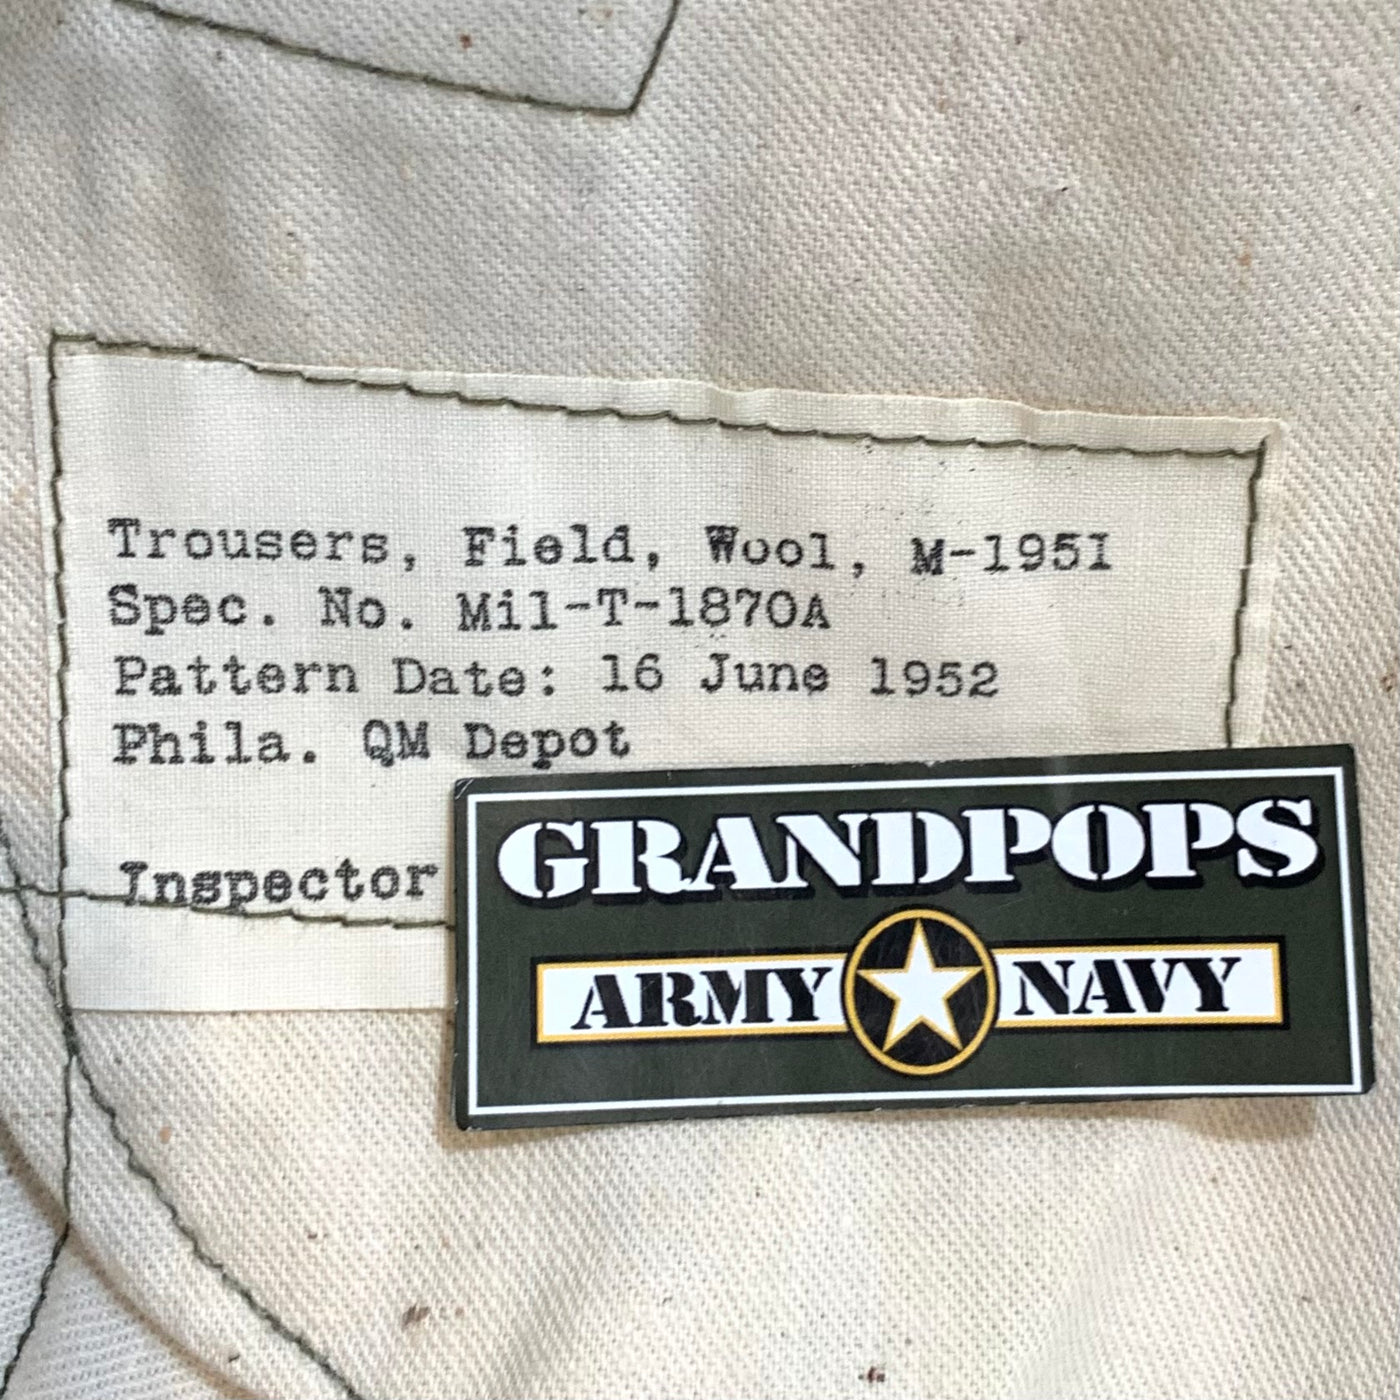 Trousers, Field, Wool, M-195I
Spec. No. Mil-T-1870A
Pattern Date: 16 June 1952
Phila. QM Depot
Inspector
GRANDPOPS
ARMY NAVY